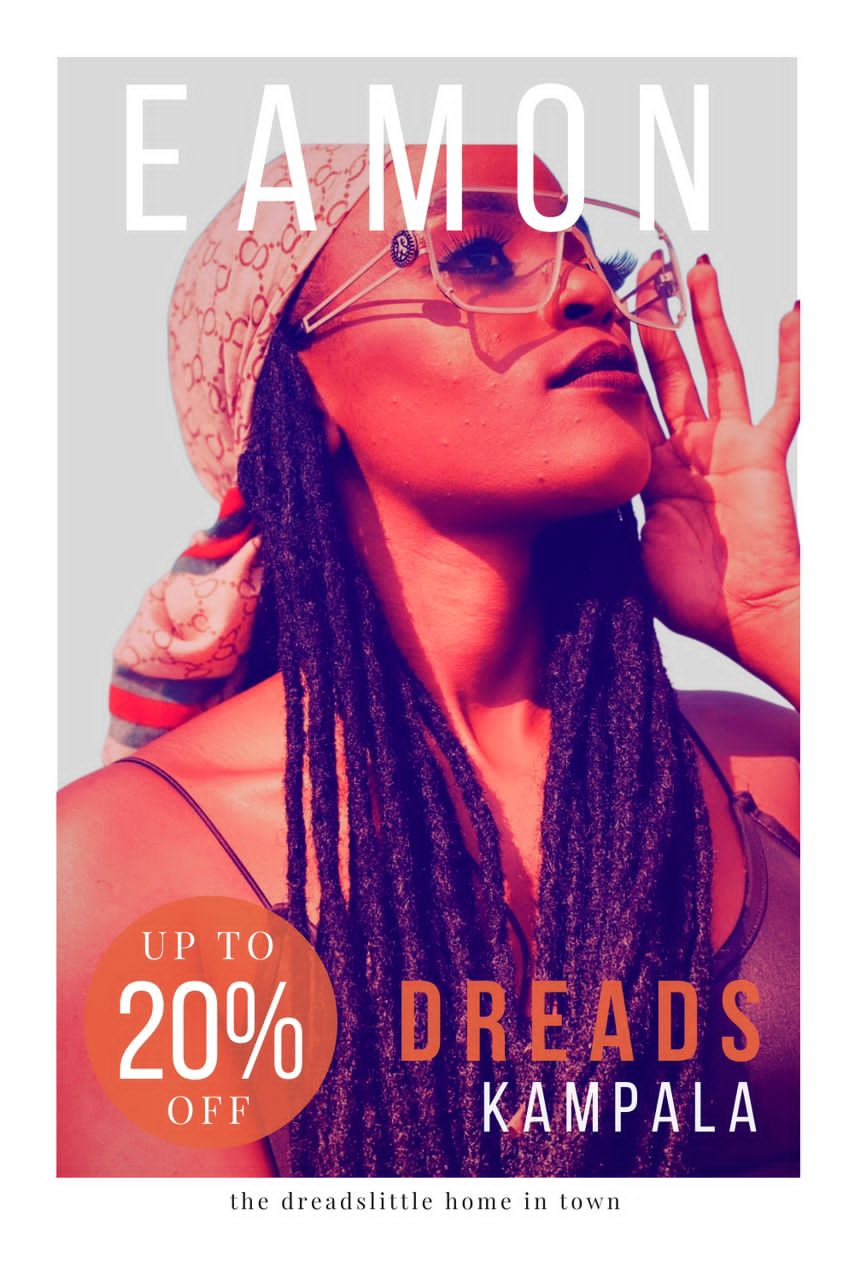 EAMON
UP TO
20%
OFF
DREADS
KAMPALA
the dreadslittle home in town